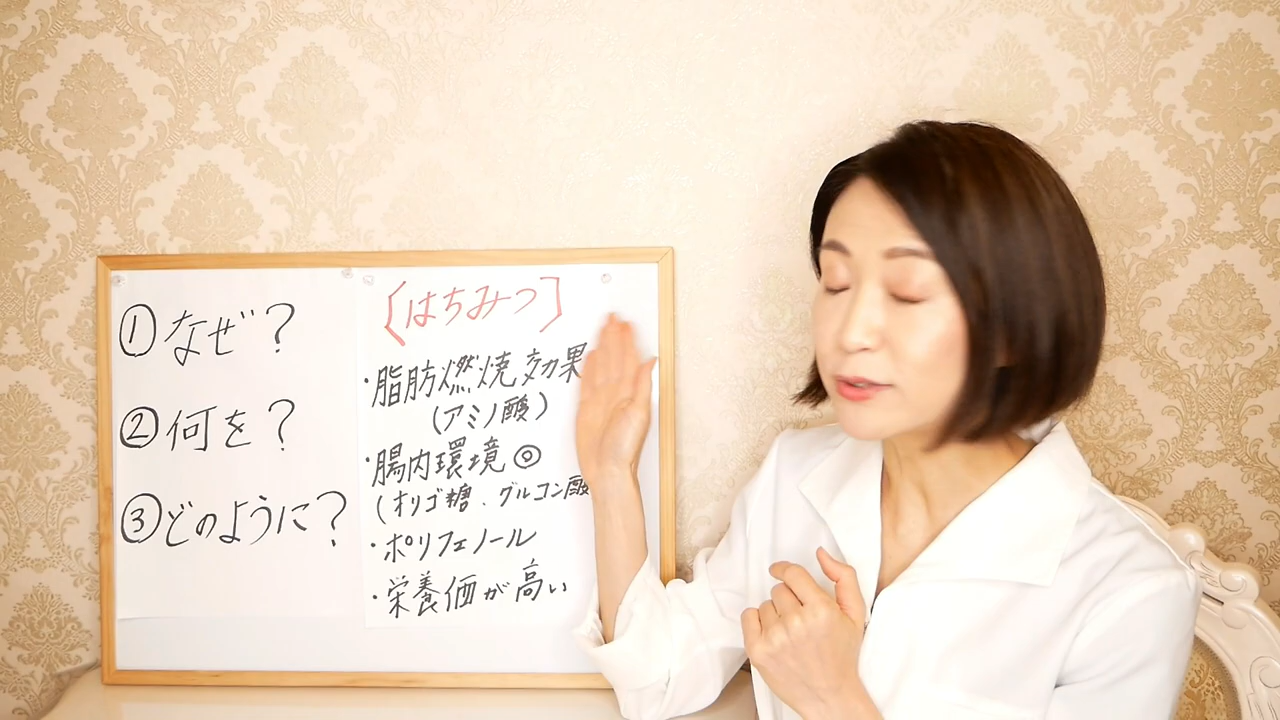 ①なぜ?
②何を?
③どのように?
[はちみつ]
・脂肪燃焼効果
(アミノ酸)
・腸内環境◎
(オリゴ糖、グルコン酸
・ポリフェノール
・栄養価が高い